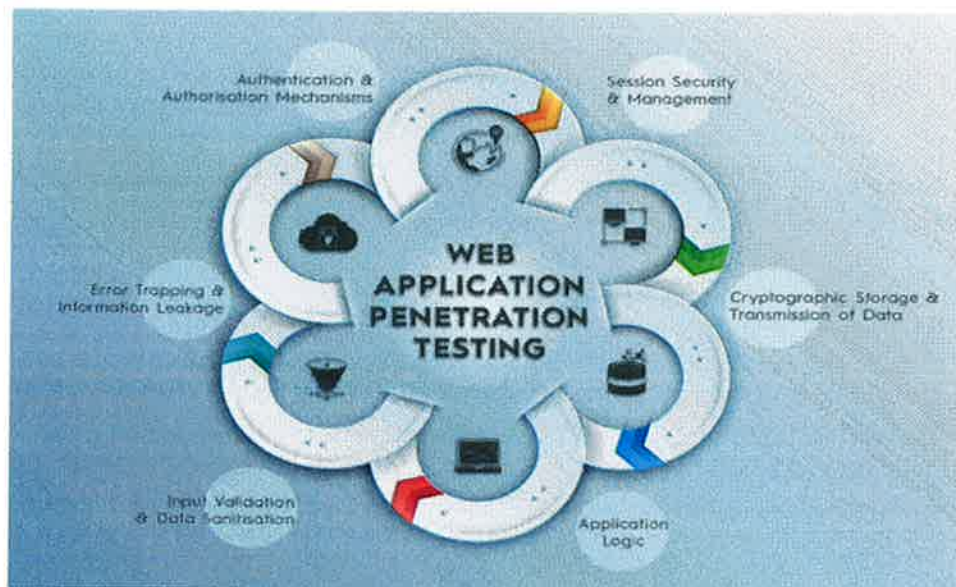 Authentication &
Authorisation Mechanisms
Session Security
& Management
WEB
APPLICATION
PENETRATION
TESTING
Error Trapping &
Information Leakage
Cryptographic Storage &
Transmission of Data
Input Validation
& Data Sanitisation
Application
Logic